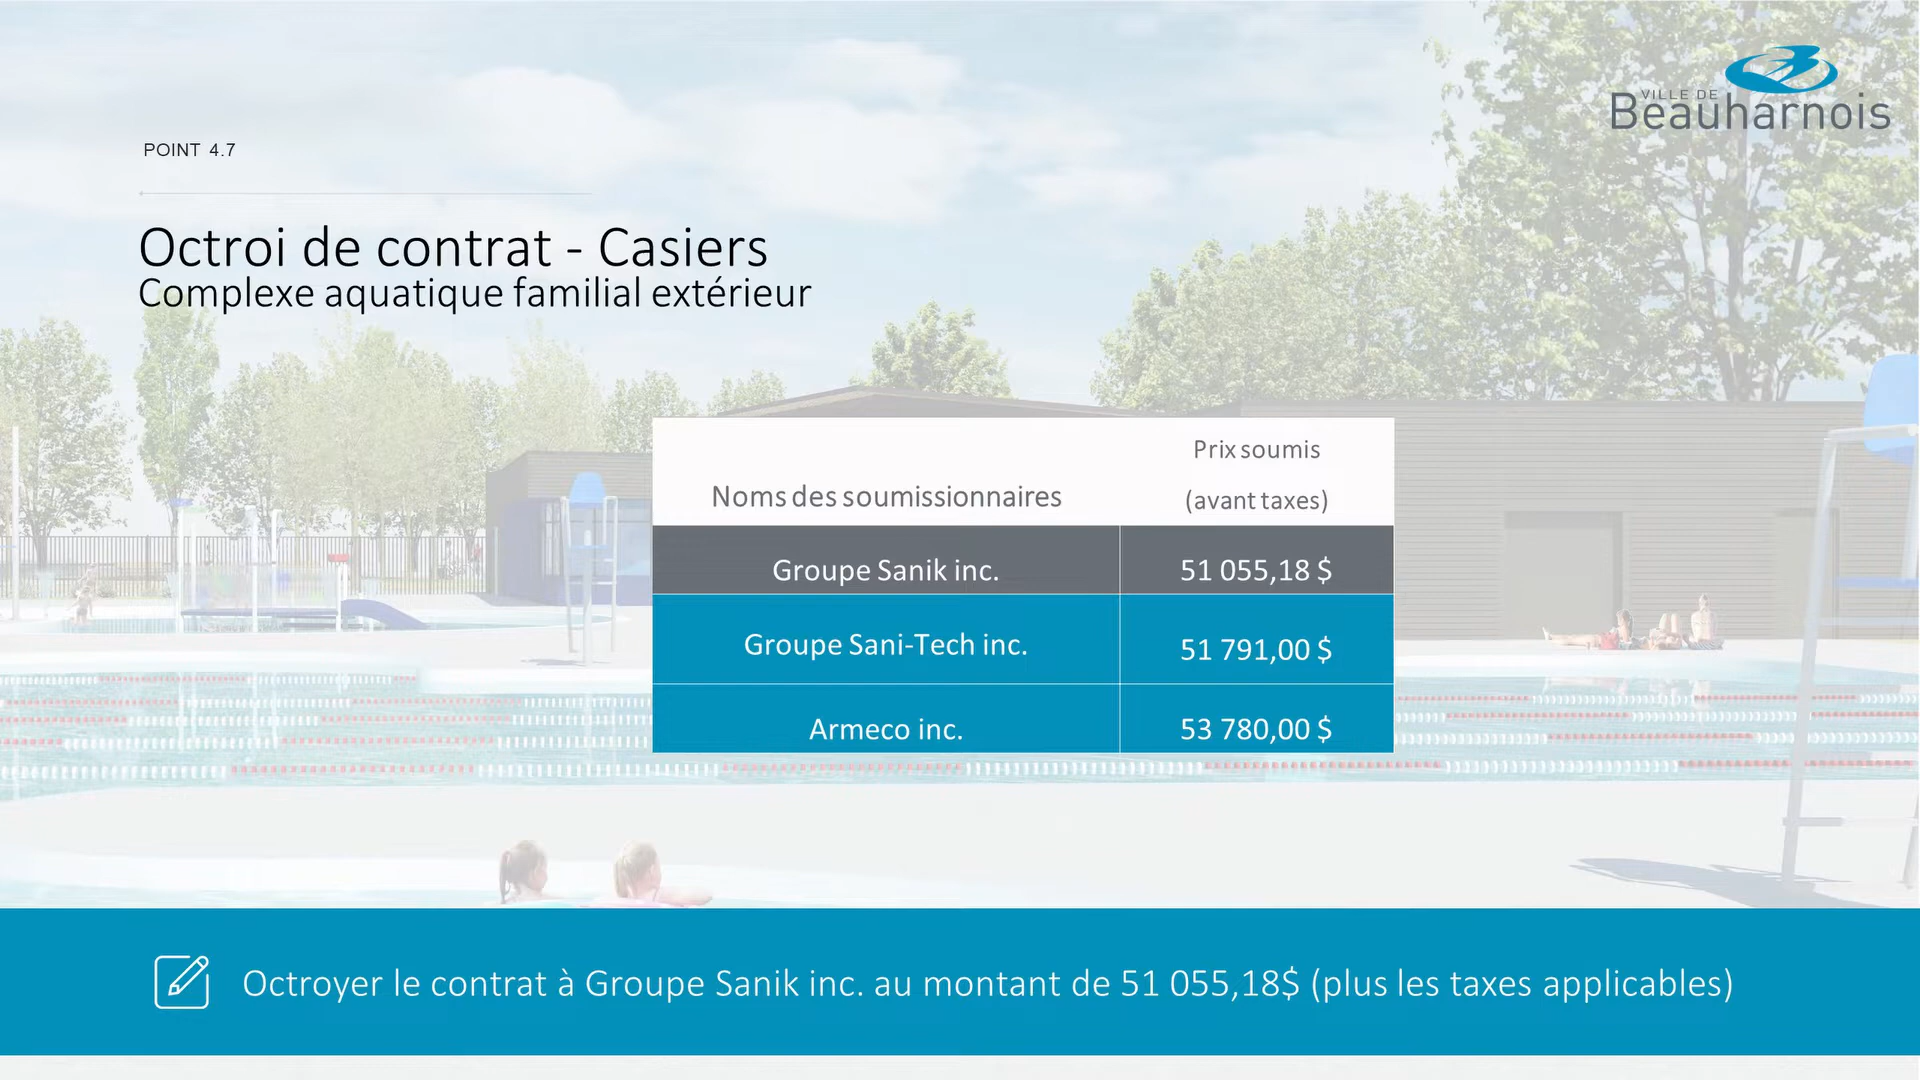 VILLE DE
Beauharnois
POINT 4.7
Octroi de contrat - Casiers
Complexe aquatique familial extérieur
Noms des soumissionnaires
Prix soumis
(avant taxes)
Groupe Sanik inc.
51 055,18 $
Groupe Sani-Tech inc.
51 791,00 $
Armeco inc.
53 780,00 $
Octroyer le contrat à Groupe Sanik inc. au montant de 51 055,18$ (plus les taxes applicables)